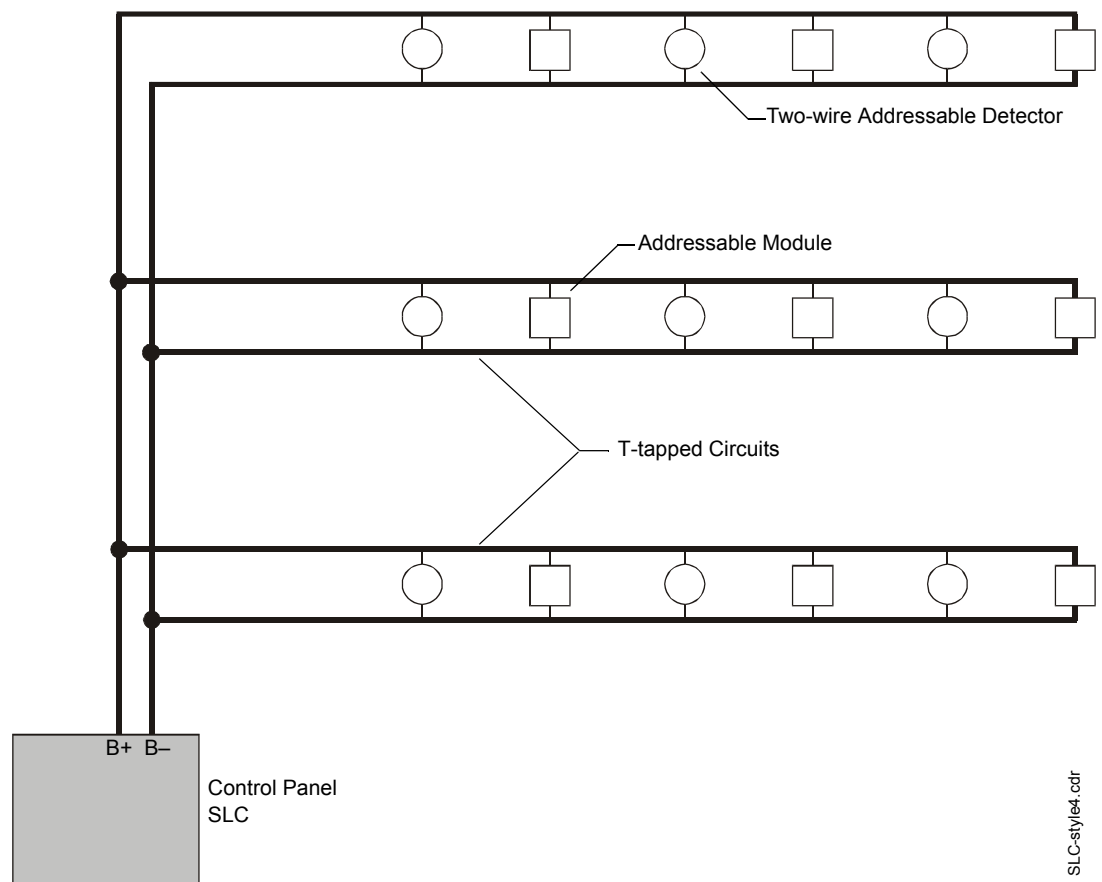 Two-wire Addressable Detector
Addressable Module
T-tapped Circuits
B+ B–
Control Panel
SLC
SLC-style4.cdr